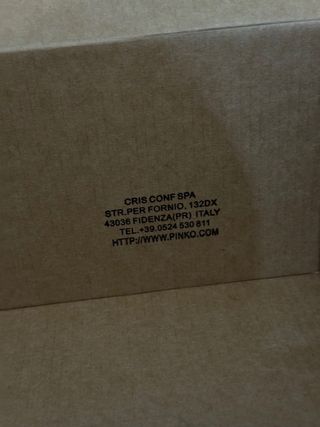 CRIS CONF SPA
STR.PER FORNIO. 132DX
43036 FIDENZA(PR) ITALY
TEL.+39.0524 530 811
HTTP://WWW.PINKO.COM